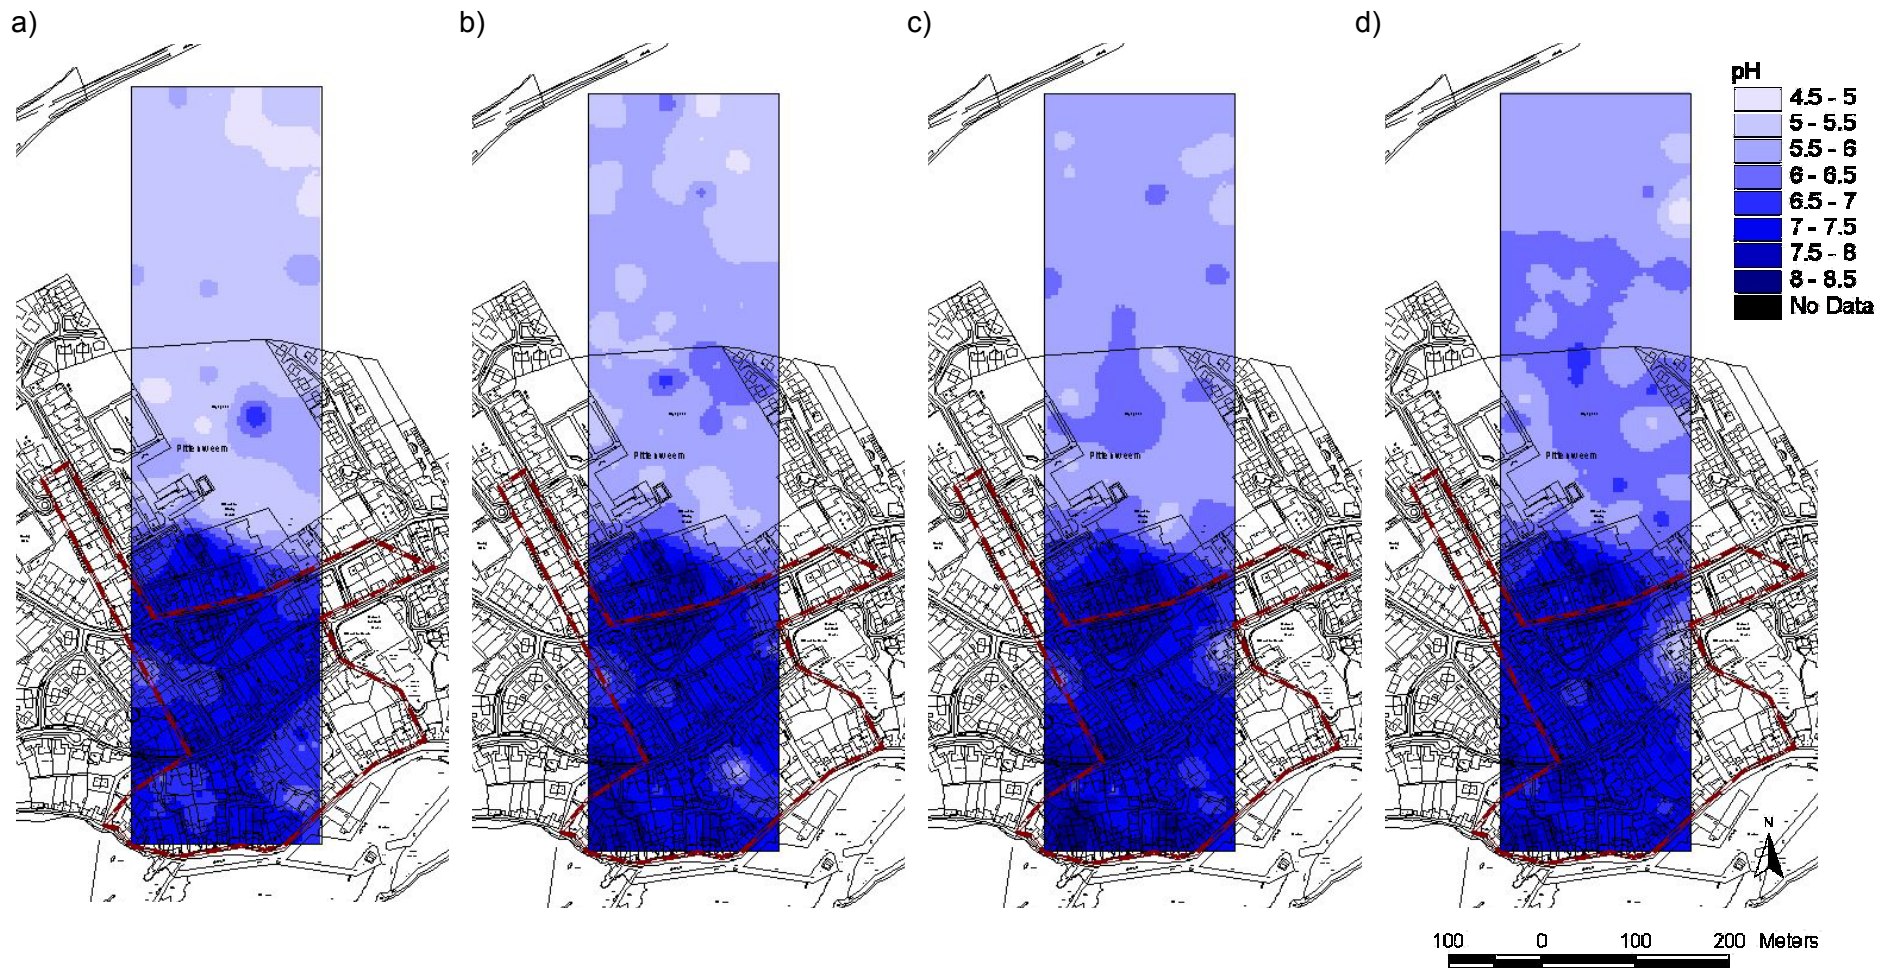 a)
b)
c)
d)
pH
4.5 - 5
5 - 5.5
5.5 - 6
6 - 6.5
6.5 - 7
7 - 7.5
7.5 - 8
8 - 8.5
No Data
Pittenweem
Pittenweem
Pittenweem
Pittenweem
N
100 0 100 200 Meters